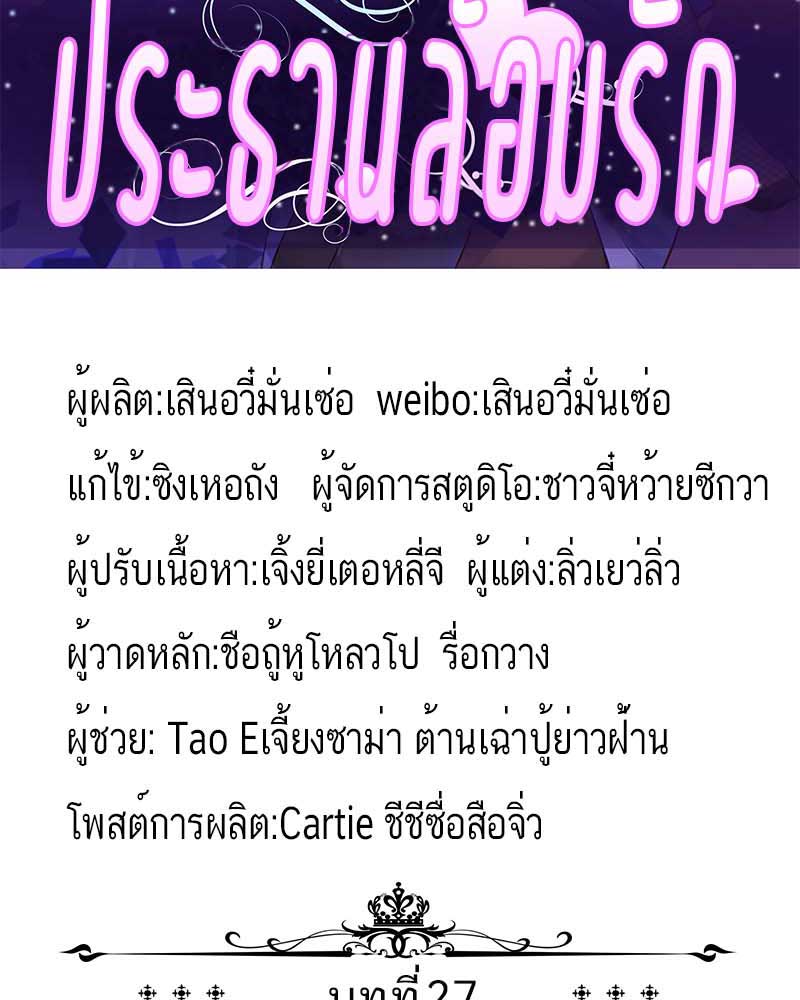 ประธานล้อมรัก
ผู้ผลิต:เสินอวี่มั่นเซ่อ weibo:เสินอวี่มั่นเซ่อ
แก้ไข้:ซิงเหอถัง ผู้จัดการสตูดิโอ:ชาวจี๋หว้ายซีกวา
ผู้ปรับเนื้อหา:เจิ้งยี่เตอหลี่จี ผู้แต่ง:ลิ่วเยว่ลิ่ว
ผู้วาดหลัก:ชือถู้หูโหลวโป รื่อกวาง
ผู้ช่วย: Tao Eเจี้ยงซาม่า ต้านเฉ่าปู้ย่าวฝ้าน
โพสต์การผลิต:Cartie ชีชีซื่อสือจิ่ว
บทที่ 27